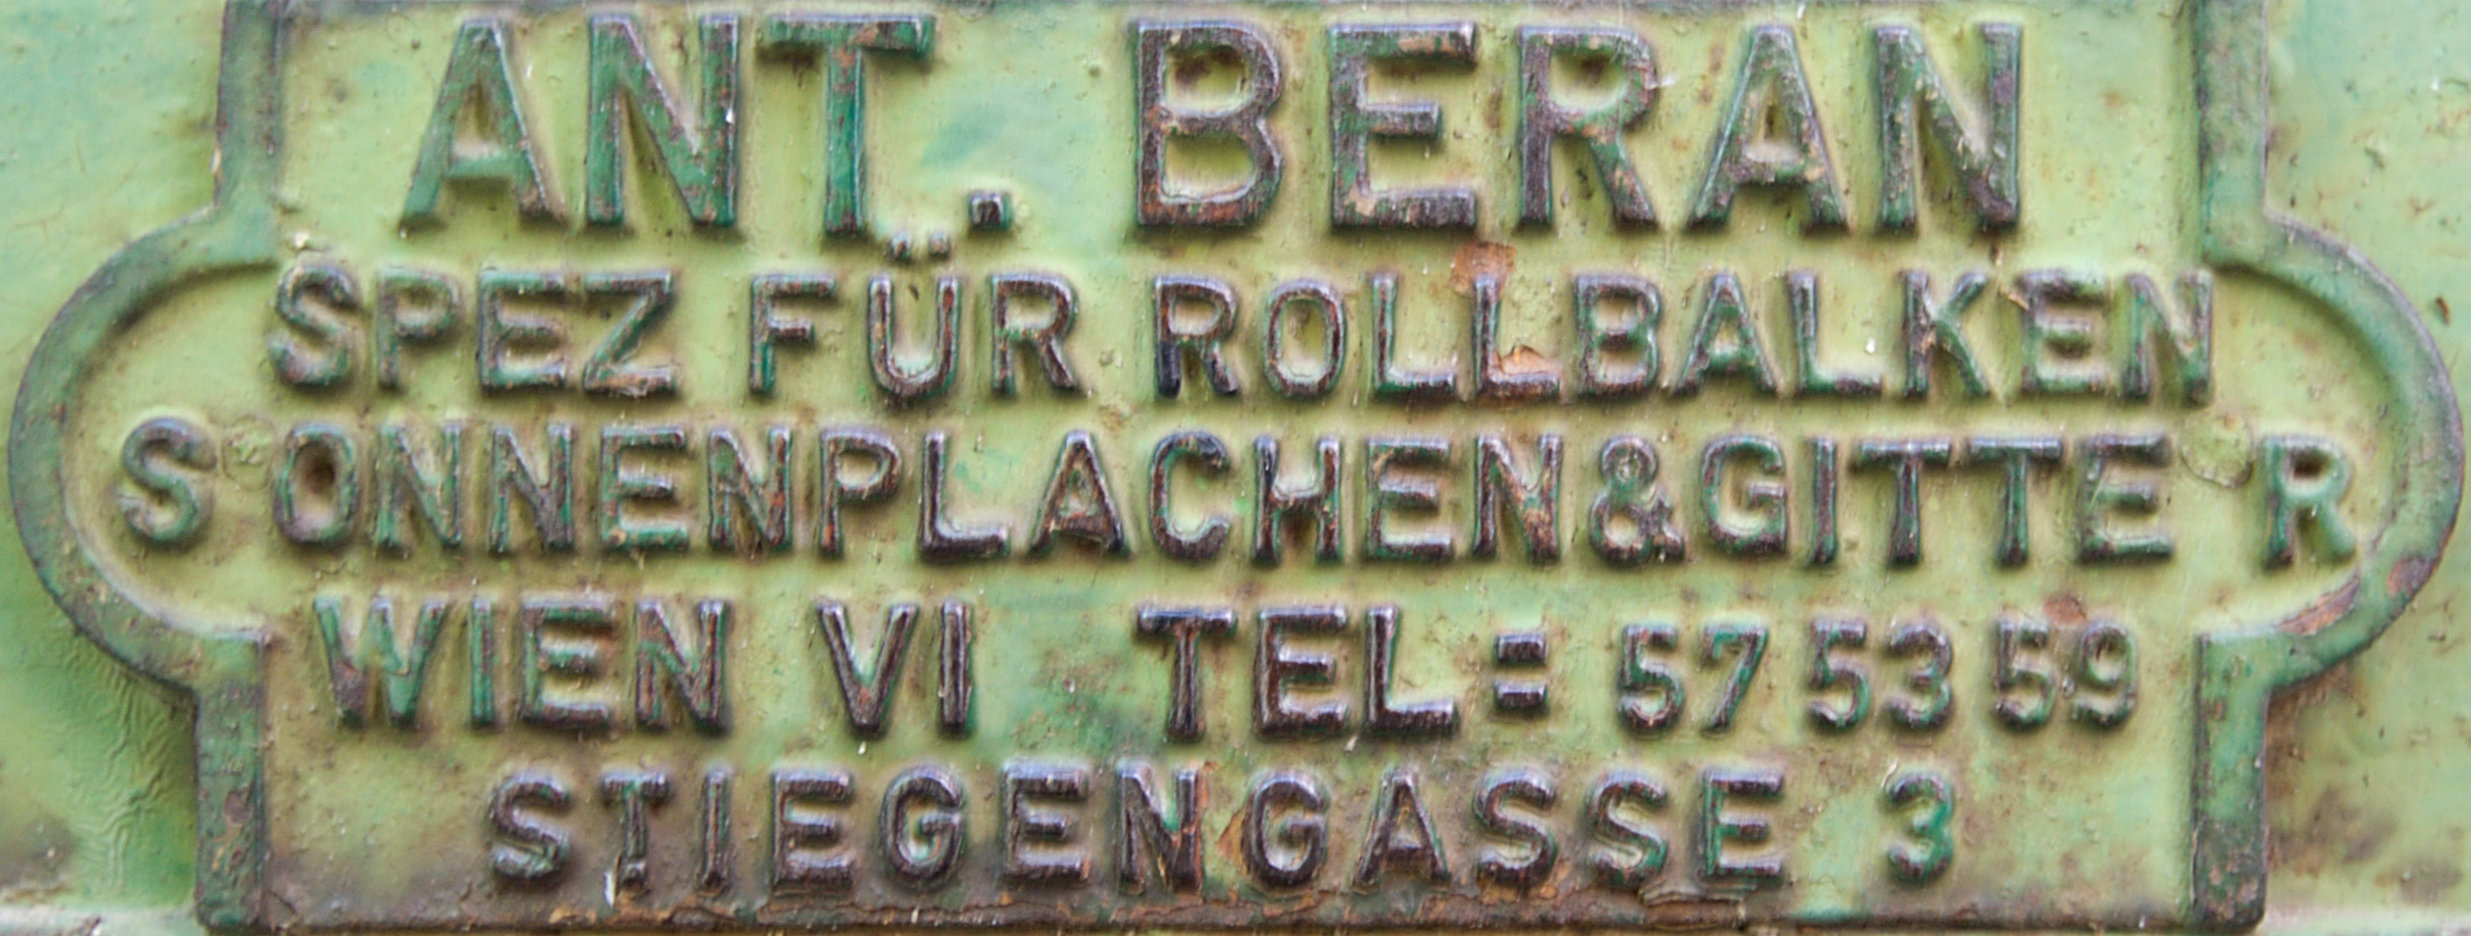 ANT. BERAN
SPEZ FÜR ROLLBALKEN
SONNENPLACHEN&GITTER
WIEN VI TEL= 57 53 59
STIEGENGASSE 3